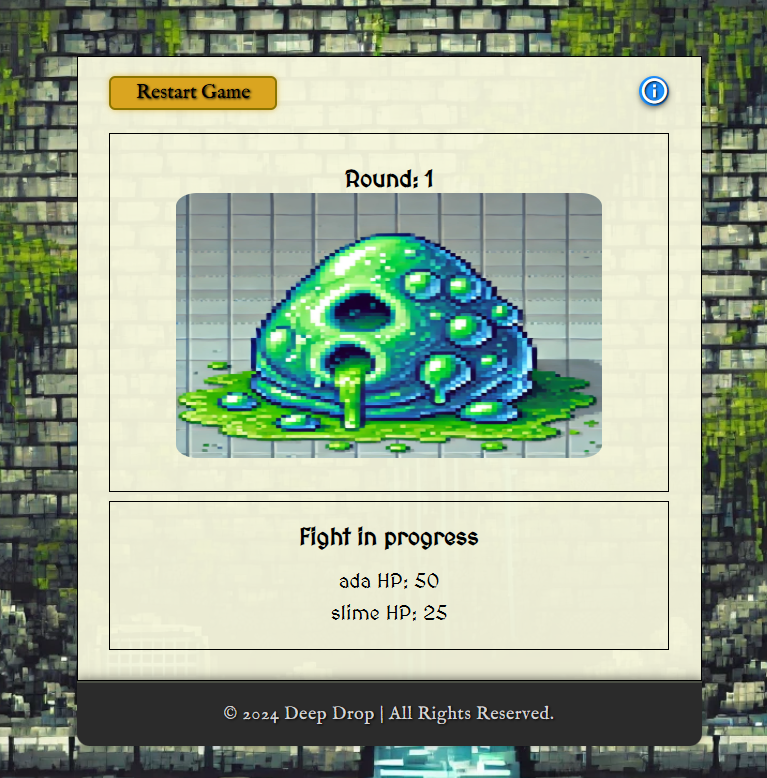 Restart Game
i
Round: 1
Fight in progress
ada HP: 50
slime HP: 25
© 2024 Deep Drop | All Rights Reserved.